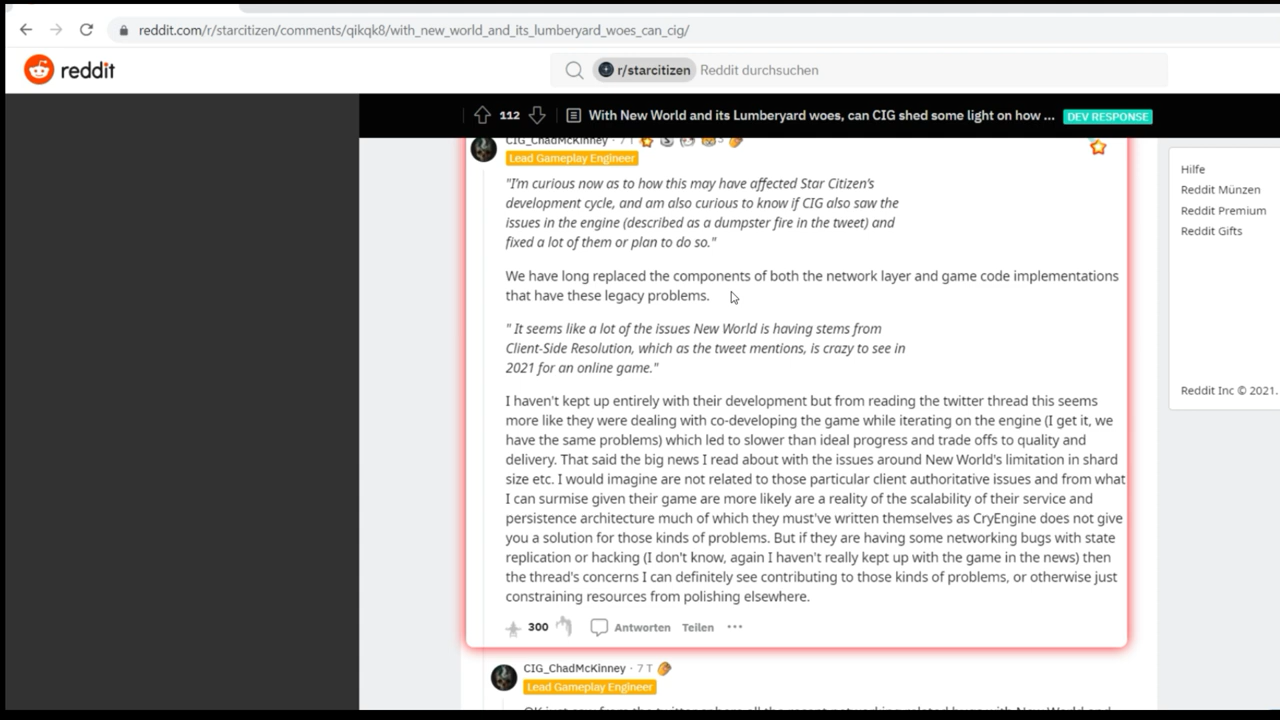 reddit.com/r/starcitizen/comments/qikqk8/with_new_world_and_its_lumberyard_woes_can_cig/
reddit
r/starcitizen Reddit durchsuchen
112 With New World and its Lumberyard woes, can CIG shed some light on how ... DEV RESPONSE
CIG_ChadMcKinney · 7 T
Lead Gameplay Engineer
"I'm curious now as to how this may have affected Star Citizen's
development cycle, and am also curious to know if CIG also saw the
issues in the engine (described as a dumpster fire in the tweet) and
fixed a lot of them or plan to do so."
We have long replaced the components of both the network layer and game code implementations
that have these legacy problems.
" It seems like a lot of the issues New World is having stems from
Client-Side Resolution, which as the tweet mentions, is crazy to see in
2021 for an online game."
I haven't kept up entirely with their development but from reading the twitter thread this seems
more like they were dealing with co-developing the game while iterating on the engine (I get it, we
have the same problems) which led to slower than ideal progress and trade offs to quality and
delivery. That said the big news I read about with the issues around New World's limitation in shard
size etc. I would imagine are not related to those particular client authoritative issues and from what
I can surmise given their game are more likely are a reality of the scalability of their service and
persistence architecture much of which they must've written themselves as CryEngine does not give
you a solution for those kinds of problems. But if they are having some networking bugs with state
replication or hacking (I don't know, again I haven't really kept up with the game in the news) then
the thread's concerns I can definitely see contributing to those kinds of problems, or otherwise just
constraining resources from polishing elsewhere.
300 Antworten Teilen ···
CIG_ChadMcKinney · 7 T
Lead Gameplay Engineer
Hilfe
Reddit Münzen
Reddit Premium
Reddit Gifts
Reddit Inc © 2021.